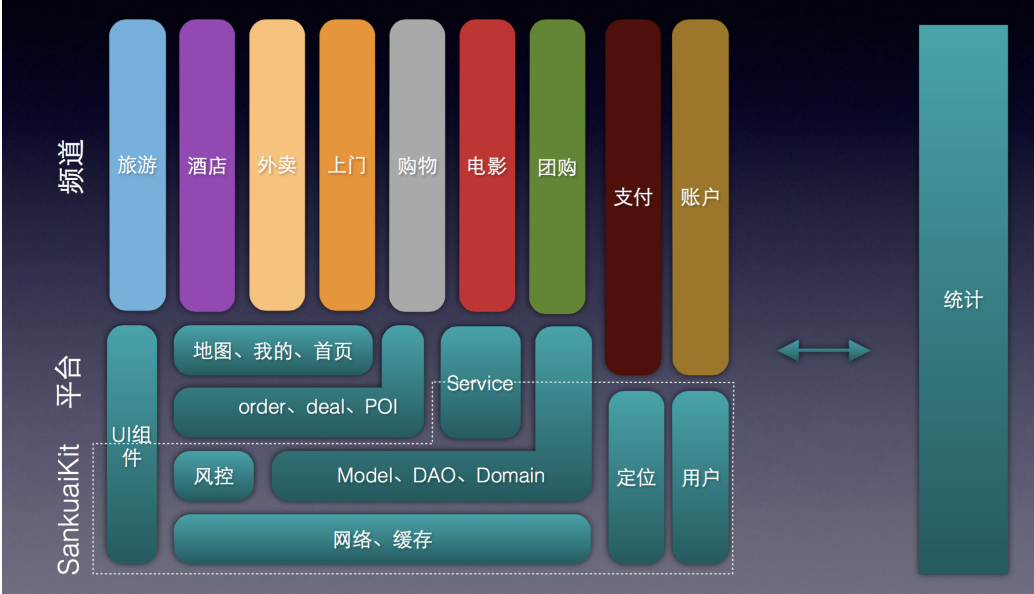 频道
旅游
酒店
外卖
上门
购物
电影
团购
支付
账户
统计
平台
地图、我的、首页
Service
order、deal、POI
UI组
件
SankuaiKit
风控
Model、DAO、Domain
定位
用户
网络、缓存